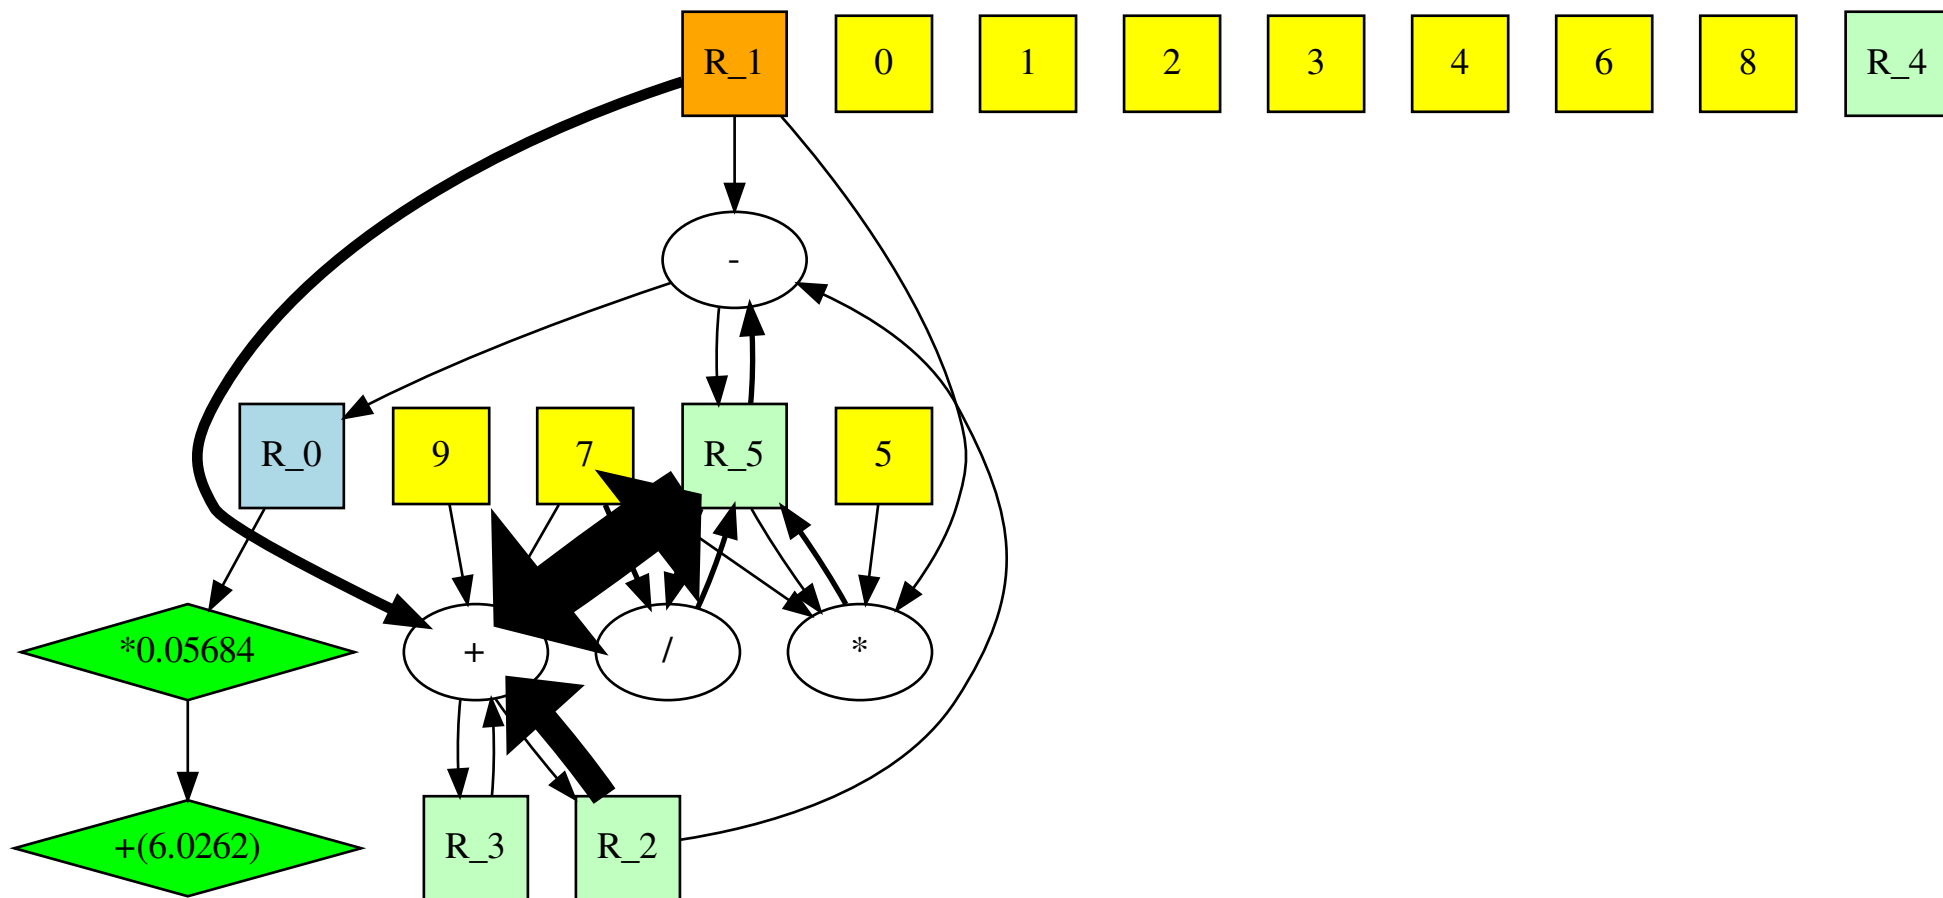 R_1 0 1 2 3 4 6 8 R_4
-
R_0 9 7 R_5 5
*0.05684 + / *
+(6.0262) R_3 R_2